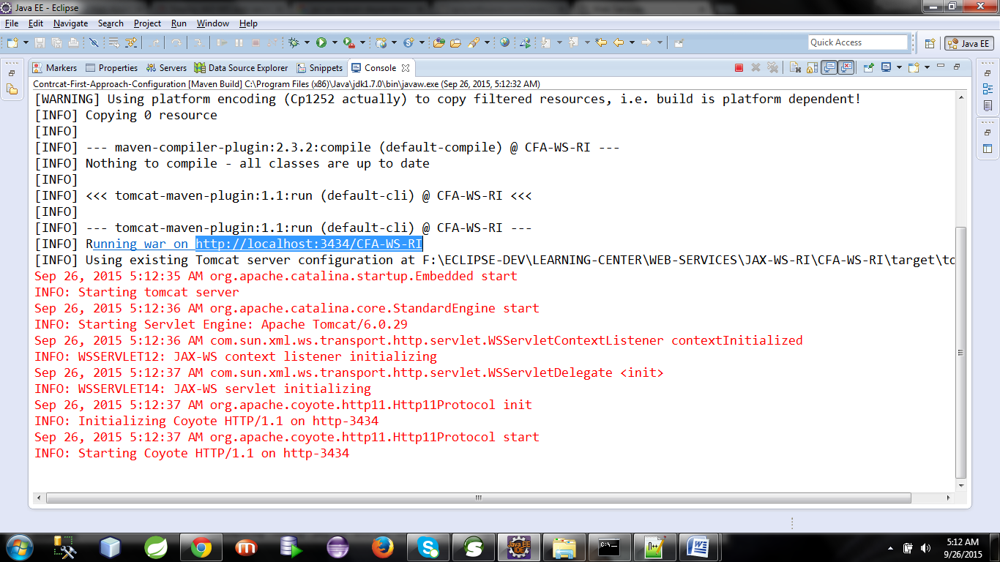 Java EE - Eclipse
File Edit Navigate Search Project Run Window Help
Quick Access
Java EE
Markers Properties Servers Data Source Explorer Snippets Console
Contrcat-First-Approach-Configuration [Maven Build] C:\Program Files (x86)\Java\jdk1.7.0\bin\javaw.exe (Sep 26, 2015, 5:12:32 AM)
[WARNING] Using platform encoding (Cp1252 actually) to copy filtered resources, i.e. build is platform dependent!
[INFO] Copying 0 resource
[INFO]
[INFO] --- maven-compiler-plugin:2.3.2:compile (default-compile) @ CFA-WS-RI ---
[INFO] Nothing to compile - all classes are up to date
[INFO]
[INFO] <<< tomcat-maven-plugin:1.1:run (default-cli) @ CFA-WS-RI <<<
[INFO]
[INFO] --- tomcat-maven-plugin:1.1:run (default-cli) @ CFA-WS-RI ---
[INFO] Running war on http://localhost:3434/CFA-WS-RI
[INFO] Using existing Tomcat server configuration at F:\ECLIPSE-DEV\LEARNING-CENTER\WEB-SERVICES\JAX-WS-RI\CFA-WS-RI\target\to
Sep 26, 2015 5:12:35 AM org.apache.catalina.startup.Embedded start
INFO: Starting tomcat server
Sep 26, 2015 5:12:36 AM org.apache.catalina.core.StandardEngine start
INFO: Starting Servlet Engine: Apache Tomcat/6.0.29
Sep 26, 2015 5:12:36 AM com.sun.xml.ws.transport.http.servlet.WSServletContextListener contextInitialized
INFO: WSSERVLET12: JAX-WS context listener initializing
Sep 26, 2015 5:12:37 AM com.sun.xml.ws.transport.http.servlet.WSServletDelegate <init>
INFO: WSSERVLET14: JAX-WS servlet initializing
Sep 26, 2015 5:12:37 AM org.apache.coyote.http11.Http11Protocol init
INFO: Initializing Coyote HTTP/1.1 on http-3434
Sep 26, 2015 5:12:37 AM org.apache.coyote.http11.Http11Protocol start
INFO: Starting Coyote HTTP/1.1 on http-3434
Java EE
IDE
5:12 AM
9/26/2015